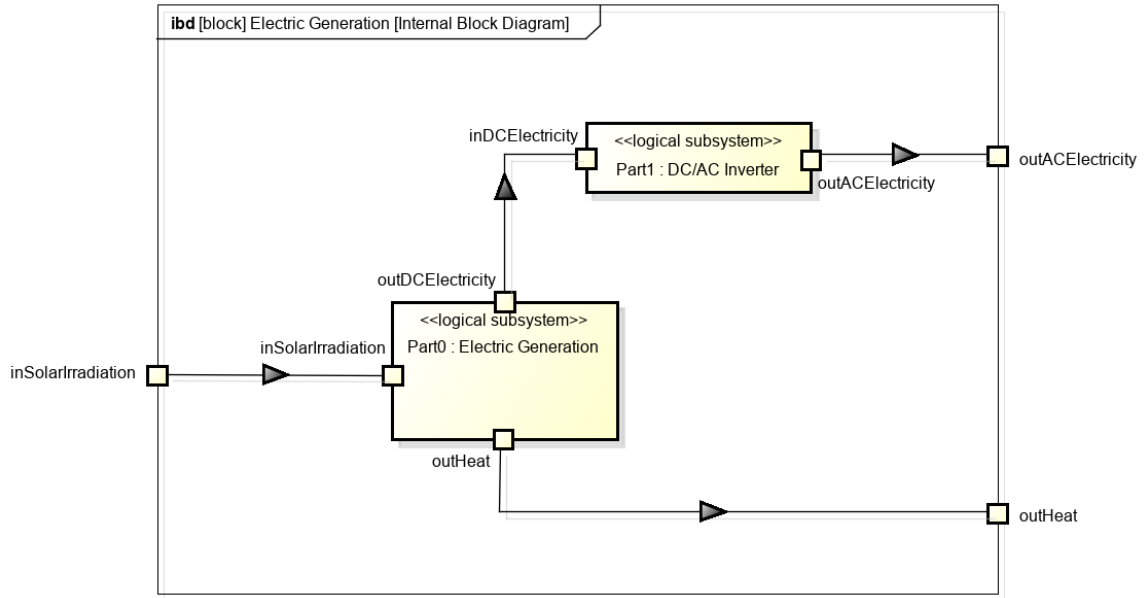 ibd [block] Electric Generation [Internal Block Diagram]
inDCElectricity
<<logical subsystem>>
Part1 : DC/AC Inverter
outACElectricity
outACElectricity
outDCElectricity
<<logical subsystem>>
Part0 : Electric Generation
inSolarIrradiation
inSolarIrradiation
outHeat
outHeat